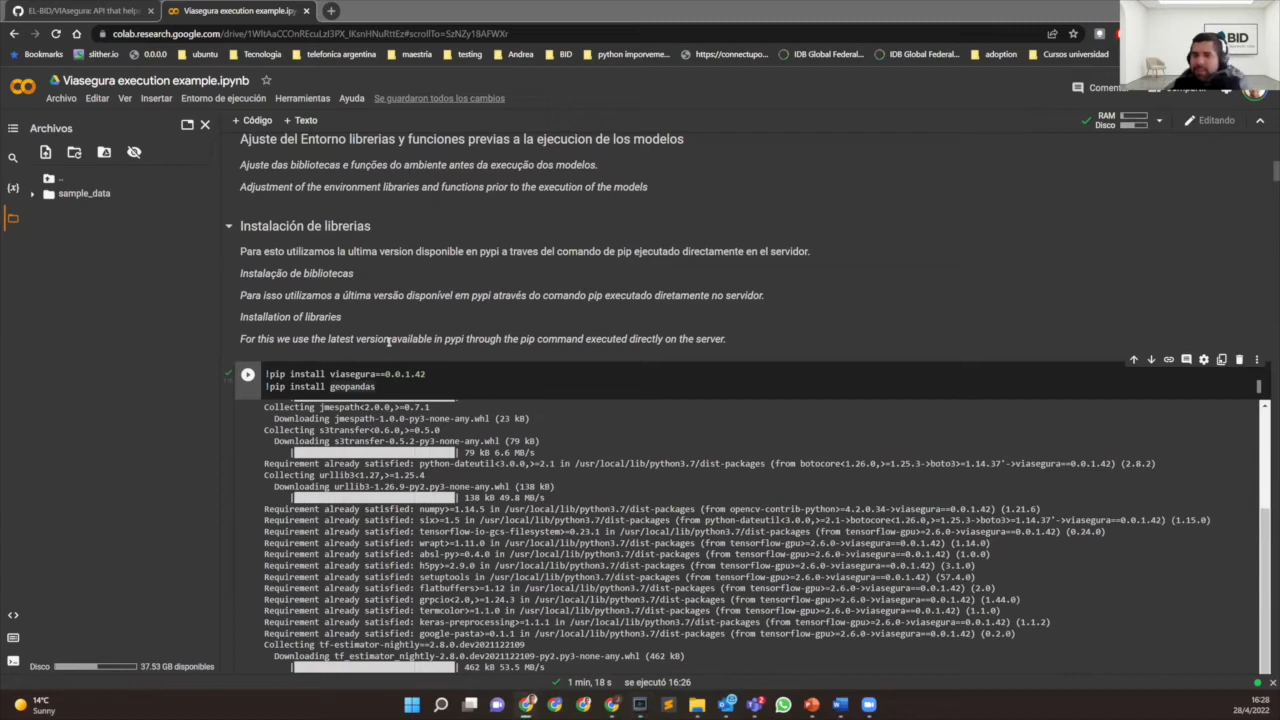 EL-BID/VIAsegura: API that help
Viasegura execution example.ipy
colab.research.google.com
Bookmarks
slither.io
0.0.0.0
ubuntu
Tecnologia
telefonica argentina
maestria
testing
Andrea
BID
python imporveme
https://connectupo
IDB Global Federal
IDB Global Federal
adoption
Cursos universidad
BID
Viasegura execution example.ipynb
Comentar
Archivo Editar Ver Insertar Entorno de ejecución Herramientas Ayuda Se guardaron todos los cambios
Archivos
+ Código + Texto
RAM
Disco
Editando
..
sample_data
Ajuste del Entorno librerias y funciones previas a la ejecucion de los modelos
Ajuste das bibliotecas e funções do ambiente antes da execução dos modelos.
Adjustment of the environment libraries and functions prior to the execution of the models
Instalación de librerias
Para esto utilizamos la ultima version disponible en pypi a traves del comando de pip ejecutado directamente en el servidor.
Instalação de bibliotecas
Para isso utilizamos a última versão disponível em pypi através do comando pip executado diretamente no servidor.
Installation of libraries
For this we use the latest version available in pypi through the pip command executed directly on the server.
!pip install viasegura==0.0.1.42
!pip install geopandas
Collecting jmespath<2.0.0,>=0.7.1
Downloading jmespath-1.0.0-py3-none-any.whl (23 kB)
Collecting s3transfer<0.6.0,>=0.5.0
Downloading s3transfer-0.5.2-py3-none-any.whl (79 kB)
| 79 kB 6.6 MB/s
Requirement already satisfied: python-dateutil<3.0.0,>=2.1 in /usr/local/lib/python3.7/dist-packages (from botocore<1.26.0,>=1.25.3->boto3>=1.14.37'->viasegura==0.0.1.42) (2.8.2)
Collecting urllib3<1.27,>=1.25.4
Downloading urllib3-1.26.9-py2.py3-none-any.whl (138 kB)
| 138 kB 49.8 MB/s
Requirement already satisfied: numpy>=1.14.5 in /usr/local/lib/python3.7/dist-packages (from opencv-contrib-python>=4.2.0.34->viasegura==0.0.1.42) (1.21.6)
Requirement already satisfied: six>=1.5 in /usr/local/lib/python3.7/dist-packages (from python-dateutil<3.0.0,>=2.1->botocore<1.26.0,>=1.25.3->boto3>=1.14.37'->viasegura==0.0.1.42) (1.15.0)
Requirement already satisfied: tensorflow-io-gcs-filesystem>=0.23.1 in /usr/local/lib/python3.7/dist-packages (from tensorflow-gpu>=2.6.0->viasegura==0.0.1.42) (0.24.0)
Requirement already satisfied: wrapt>=1.11.0 in /usr/local/lib/python3.7/dist-packages (from tensorflow-gpu>=2.6.0->viasegura==0.0.1.42) (1.14.0)
Requirement already satisfied: absl-py>=0.4.0 in /usr/local/lib/python3.7/dist-packages (from tensorflow-gpu>=2.6.0->viasegura==0.0.1.42) (1.0.0)
Requirement already satisfied: h5py>=2.9.0 in /usr/local/lib/python3.7/dist-packages (from tensorflow-gpu>=2.6.0->viasegura==0.0.1.42) (3.1.0)
Requirement already satisfied: setuptools in /usr/local/lib/python3.7/dist-packages (from tensorflow-gpu>=2.6.0->viasegura==0.0.1.42) (57.4.0)
Requirement already satisfied: flatbuffers>=1.12 in /usr/local/lib/python3.7/dist-packages (from tensorflow-gpu>=2.6.0->viasegura==0.0.1.42) (2.0)
Requirement already satisfied: grpcio<2.0,>=1.24.3 in /usr/local/lib/python3.7/dist-packages (from tensorflow-gpu>=2.6.0->viasegura==0.0.1.42) (1.44.0)
Requirement already satisfied: termcolor>=1.1.0 in /usr/local/lib/python3.7/dist-packages (from tensorflow-gpu>=2.6.0->viasegura==0.0.1.42) (1.1.0)
Requirement already satisfied: keras-preprocessing>=1.1.1 in /usr/local/lib/python3.7/dist-packages (from tensorflow-gpu>=2.6.0->viasegura==0.0.1.42) (1.1.2)
Requirement already satisfied: google-pasta>=0.1.1 in /usr/local/lib/python3.7/dist-packages (from tensorflow-gpu>=2.6.0->viasegura==0.0.1.42) (0.2.0)
Collecting tf-estimator-nightly==2.8.0.dev2021122109
Downloading tf_estimator_nightly-2.8.0.dev2021122109-py2.py3-none-any.whl (462 kB)
| 462 kB 53.5 MB/s
Disco 37.53 GB disponibles
1 min, 18 s se ejecutó 16:26
14°C
Sunny
16:28
28/4/2022